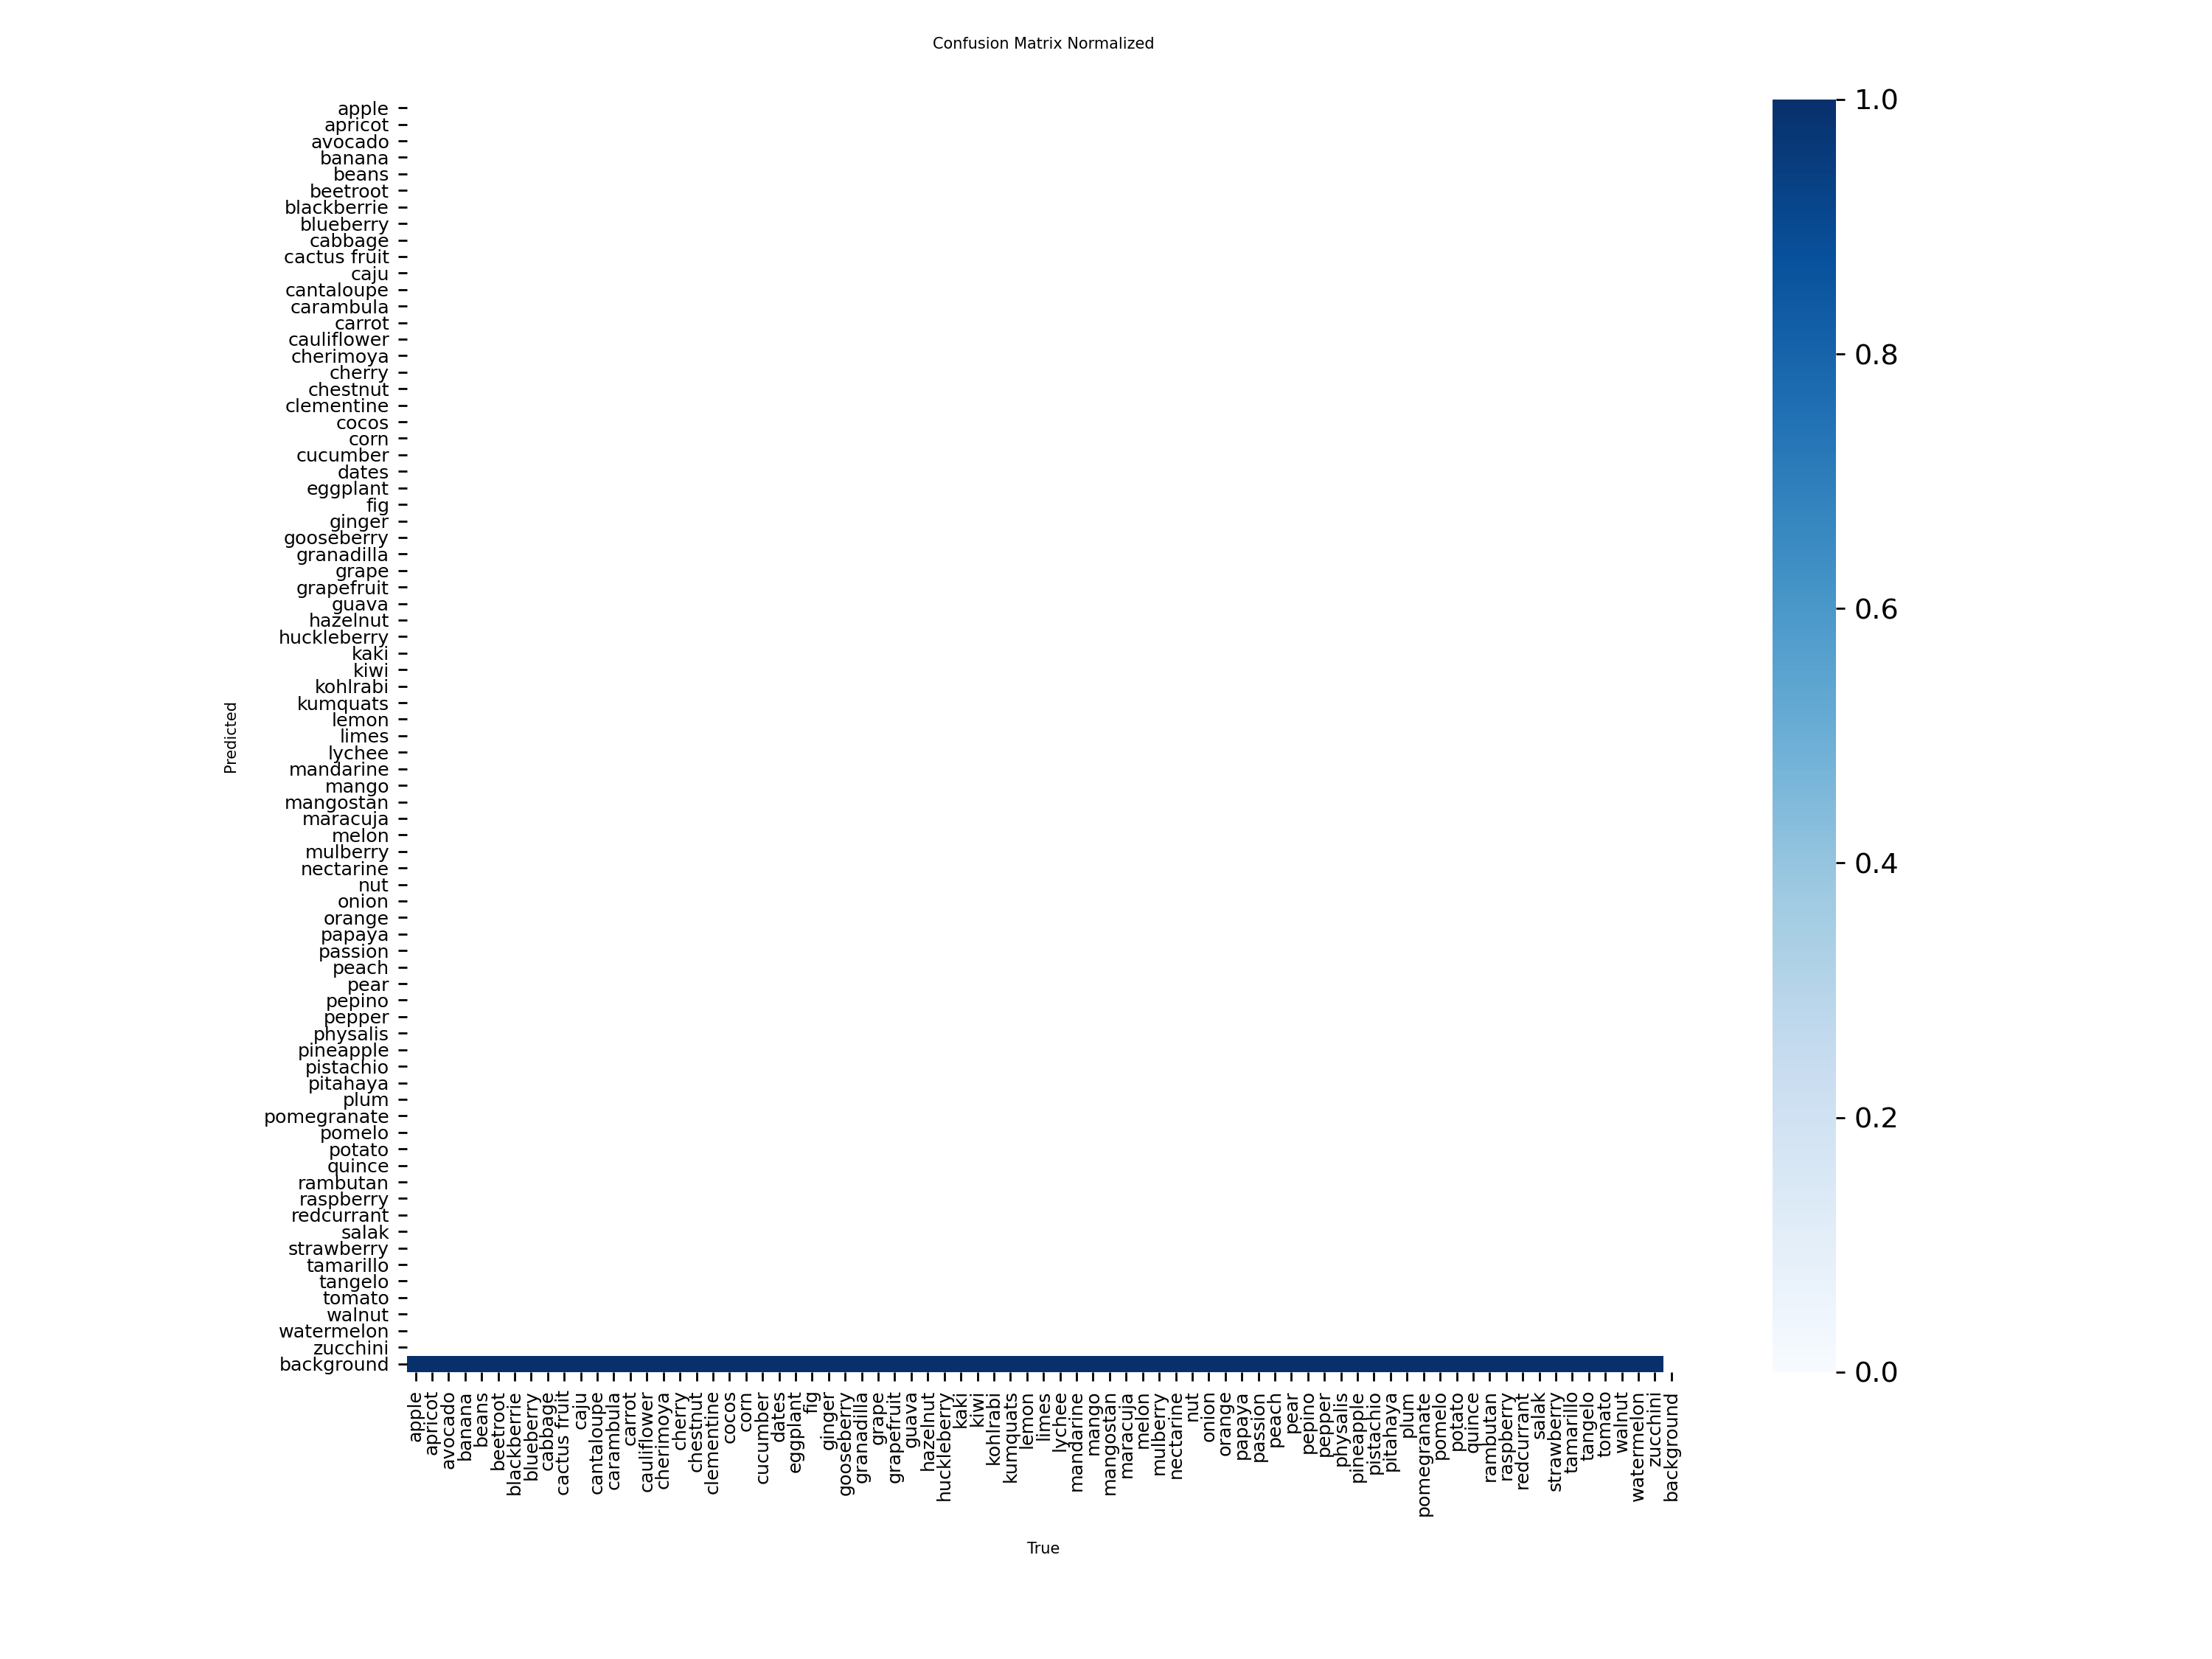 Confusion Matrix Normalized
apple
apricot
avocado
banana
beans
beetroot
blackberrie
blueberry
cabbage
cactus fruit
caju
cantaloupe
carambula
carrot
cauliflower
cherimoya
cherry
chestnut
clementine
cocos
corn
cucumber
dates
eggplant
fig
ginger
gooseberry
granadilla
grape
grapefruit
guava
hazelnut
huckleberry
kaki
kiwi
kohlrabi
kumquats
lemon
limes
lychee
mandarine
mango
mangostan
maracuja
melon
mulberry
nectarine
nut
onion
orange
papaya
passion
peach
pear
pepino
pepper
physalis
pineapple
pistachio
pitahaya
plum
pomegranate
pomelo
potato
quince
rambutan
raspberry
redcurrant
salak
strawberry
tamarillo
tangelo
tomato
walnut
watermelon
zucchini
background
Predicted
apple
apricot
avocado
banana
beans
beetroot
blackberrie
blueberry
cabbage
cactus fruit
caju
cantaloupe
carambula
carrot
cauliflower
cherimoya
cherry
chestnut
clementine
cocos
corn
cucumber
dates
eggplant
fig
ginger
gooseberry
granadilla
grape
grapefruit
guava
hazelnut
huckleberry
kaki
kiwi
kohlrabi
kumquats
lemon
limes
lychee
mandarine
mango
mangostan
maracuja
melon
mulberry
nectarine
nut
onion
orange
papaya
passion
peach
pear
pepino
pepper
physalis
pineapple
pistachio
pitahaya
plum
pomegranate
pomelo
potato
quince
rambutan
raspberry
redcurrant
salak
strawberry
tamarillo
tangelo
tomato
walnut
watermelon
zucchini
background
True
1.0
0.8
0.6
0.4
0.2
0.0